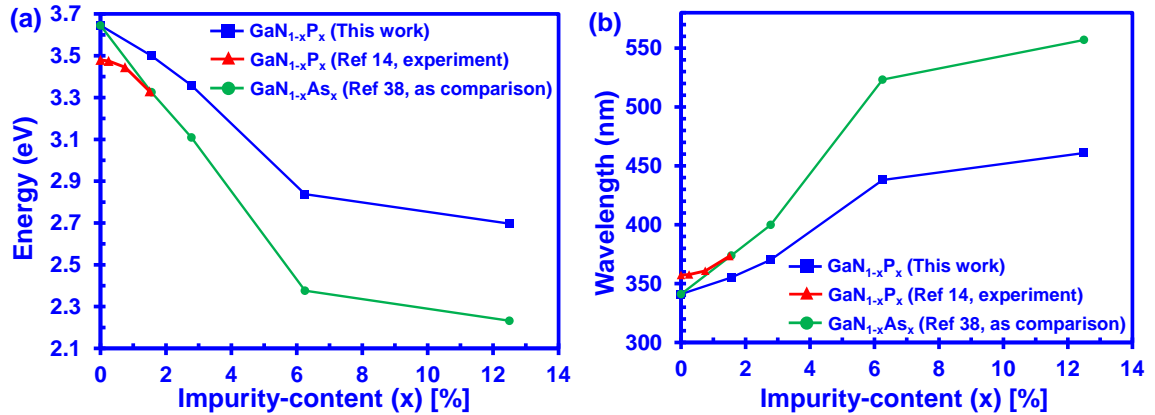 (a)
3.7
3.5
3.3
3.1
2.9
2.7
2.5
2.3
2.1
Energy (eV)
GaN1-xPx (This work)
GaN1-xPx (Ref 14, experiment)
GaN1-xAsx (Ref 38, as comparison)
0 2 4 6 8 10 12 14
Impurity-content (x) [%]
(b)
550
500
450
400
350
300
Wavelength (nm)
GaN1-xPx (This work)
GaN1-xPx (Ref 14, experiment)
GaN1-xAsx (Ref 38, as comparison)
0 2 4 6 8 10 12 14
Impurity-content (x) [%]